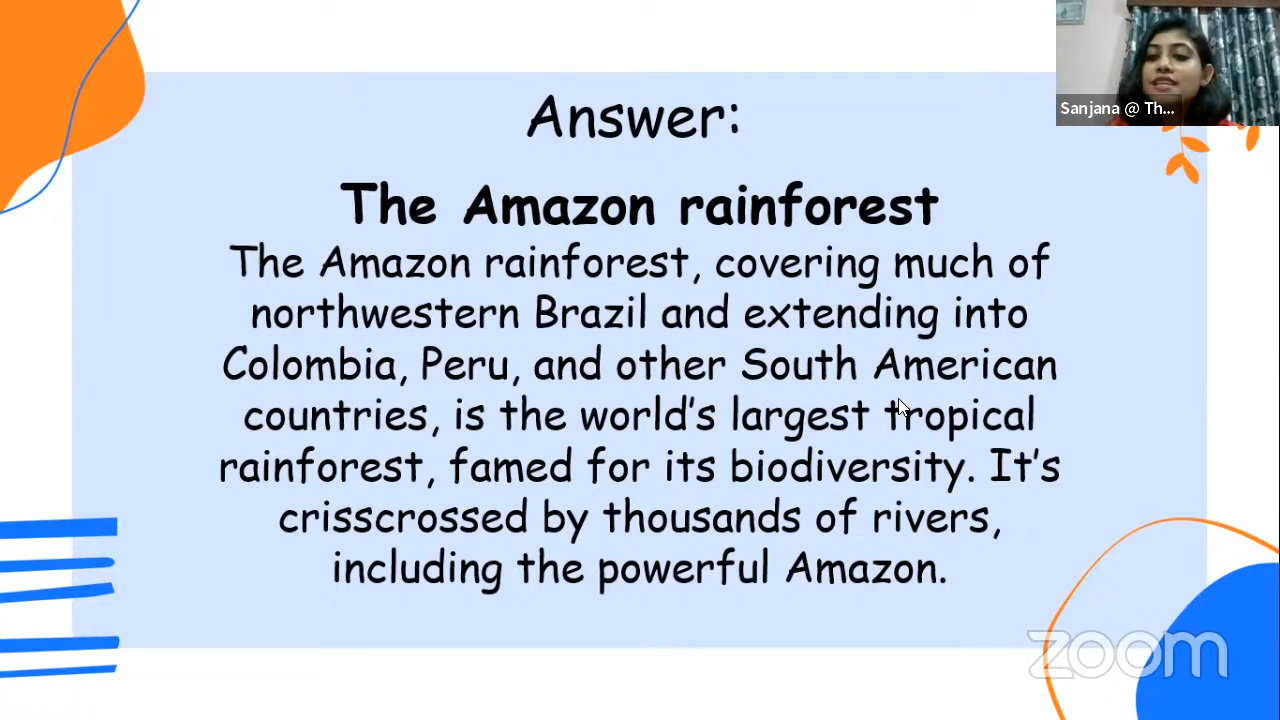 Answer:
The Amazon rainforest
The Amazon rainforest, covering much of
northwestern Brazil and extending into
Colombia, Peru, and other South American
countries, is the world's largest tropical
rainforest, famed for its biodiversity. It's
crisscrossed by thousands of rivers,
including the powerful Amazon.
Sanjana @ Th...
zoom